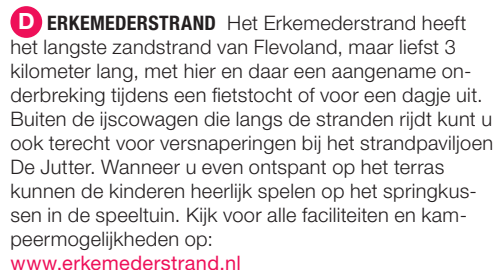 D ERKEMEDERSTRAND Het Erkemederstrand heeft
het langste zandstrand van Flevoland, maar liefst 3
kilometer lang, met hier en daar een aangename on-
derbreking tijdens een fietstocht of voor een dagje uit.
Buiten de ijscowagen die langs de stranden rijdt kunt u
ook terecht voor versnaperingen bij het strandpaviljoen
De Jutter. Wanneer u even ontspant op het terras
kunnen de kinderen heerlijk spelen op het springkus-
sen in de speeltuin. Kijk voor alle faciliteiten en kam-
peermogelijkheden op:
www.erkemederstrand.nl